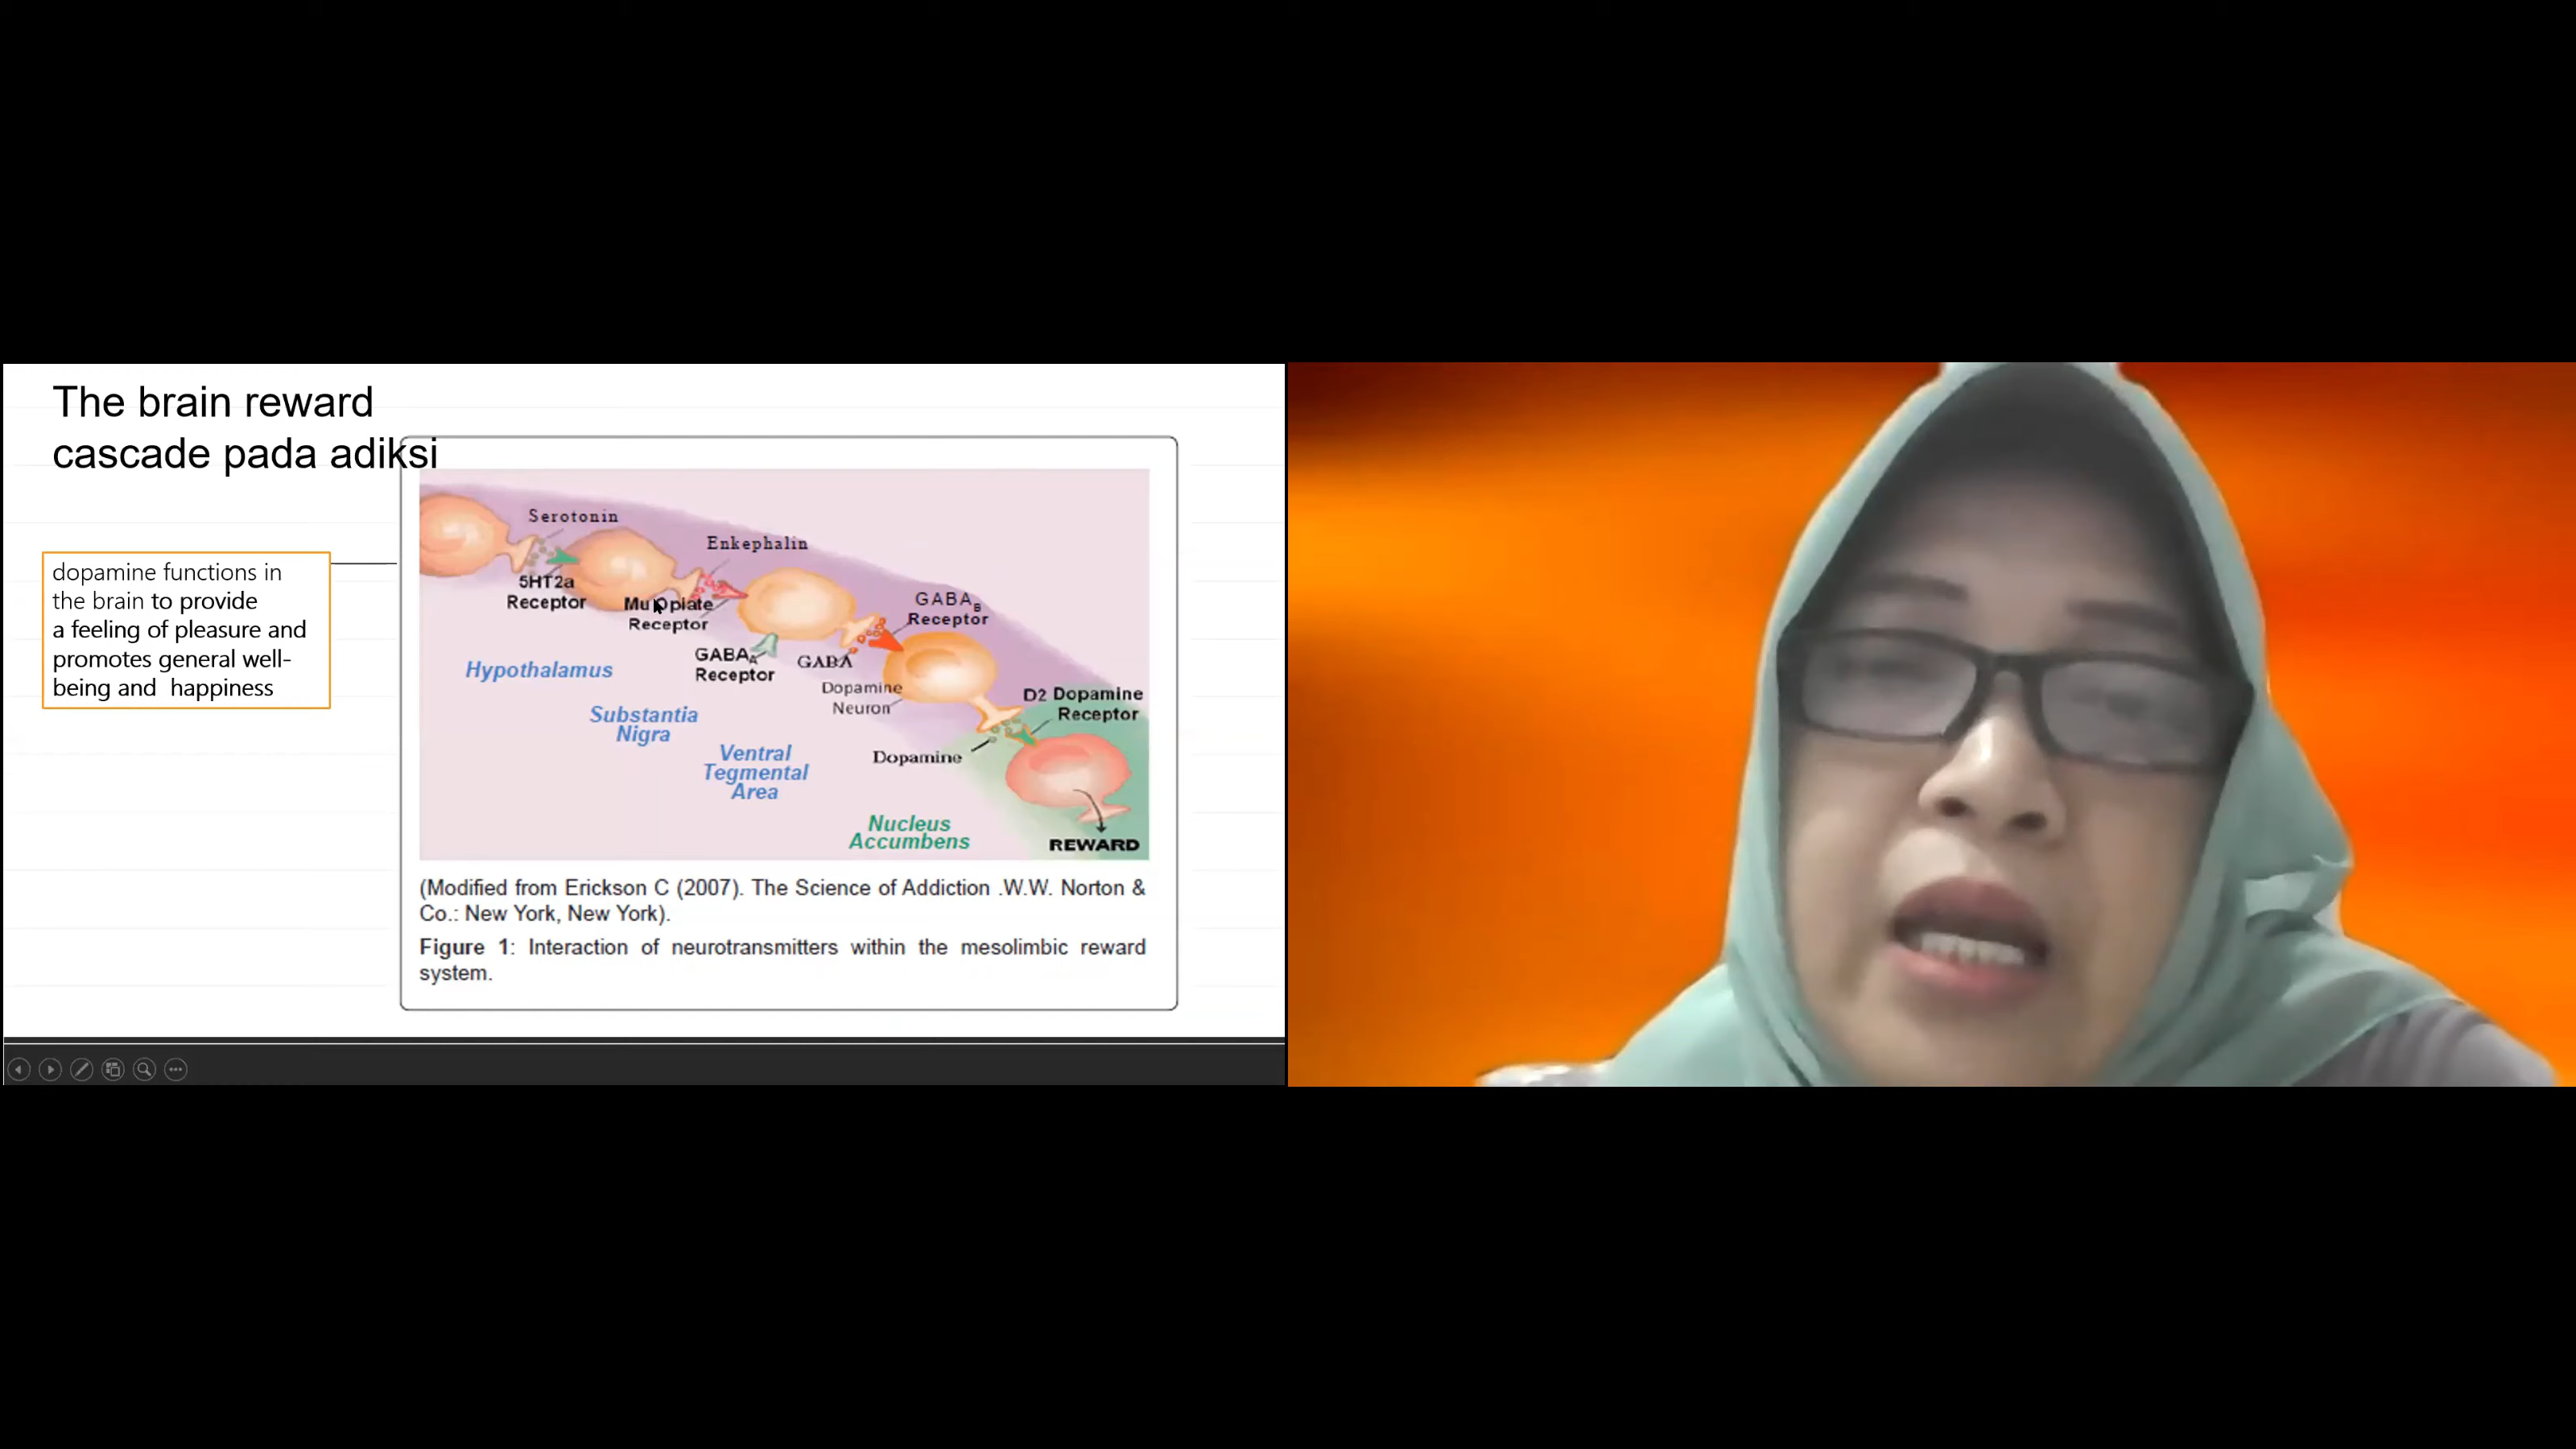 The brain reward
cascade pada adiksi
dopamine functions in
the brain to provide
a feeling of pleasure and
promotes general well-
being and happiness
Serotonin
Enkephalin
5HT2a
Receptor
Mu Opiate
Receptor
GABAB
Receptor
GABAA
Receptor
GABA
Hypothalamus
Dopamine
Neuron
D2 Dopamine
Receptor
Substantia
Nigra
Ventral
Tegmental
Area
Dopamine
Nucleus
Accumbens
REWARD
(Modified from Erickson C (2007). The Science of Addiction .W.W. Norton &
Co.: New York, New York).
Figure 1: Interaction of neurotransmitters within the mesolimbic reward
system.